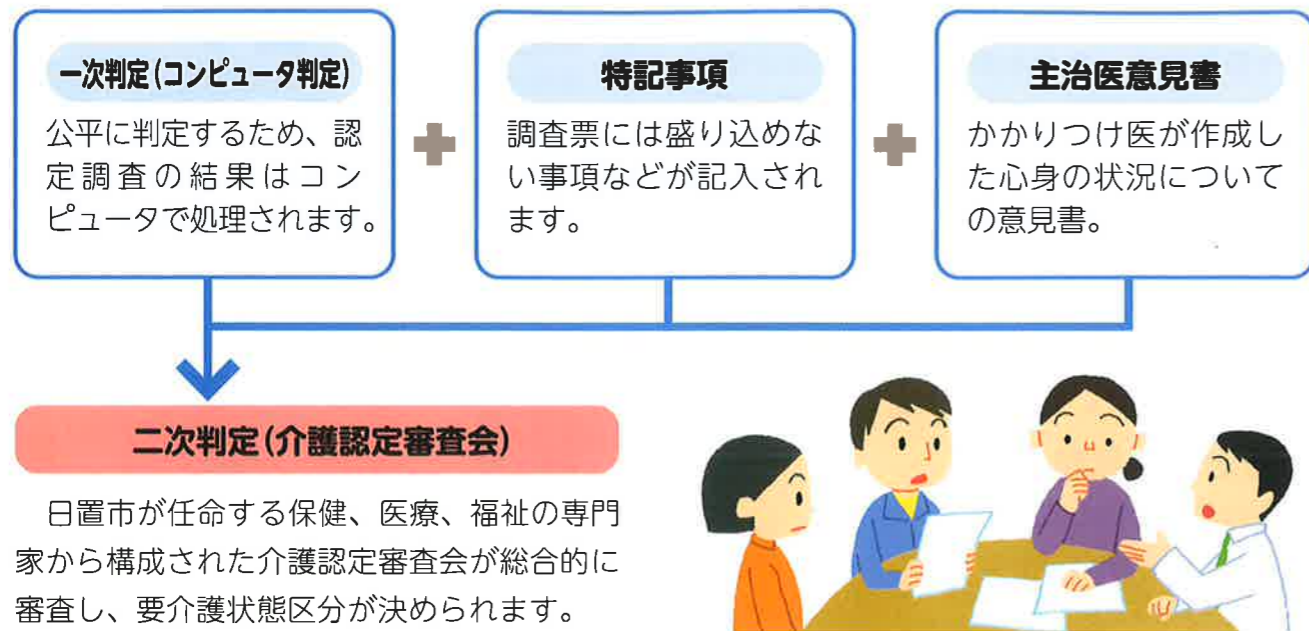 一次判定(コンピュータ判定)
公平に判定するため、認
定調査の結果はコン
ピュータで処理されます。
特記事項
調査票には盛り込めな
い事項などが記入され
ます。
主治医意見書
かかりつけ医が作成し
た心身の状況について
の意見書。
二次判定(介護認定審査会)
日置市が任命する保健、医療、福祉の専門
家から構成された介護認定審査会が総合的に
審査し、要介護状態区分が決められます。